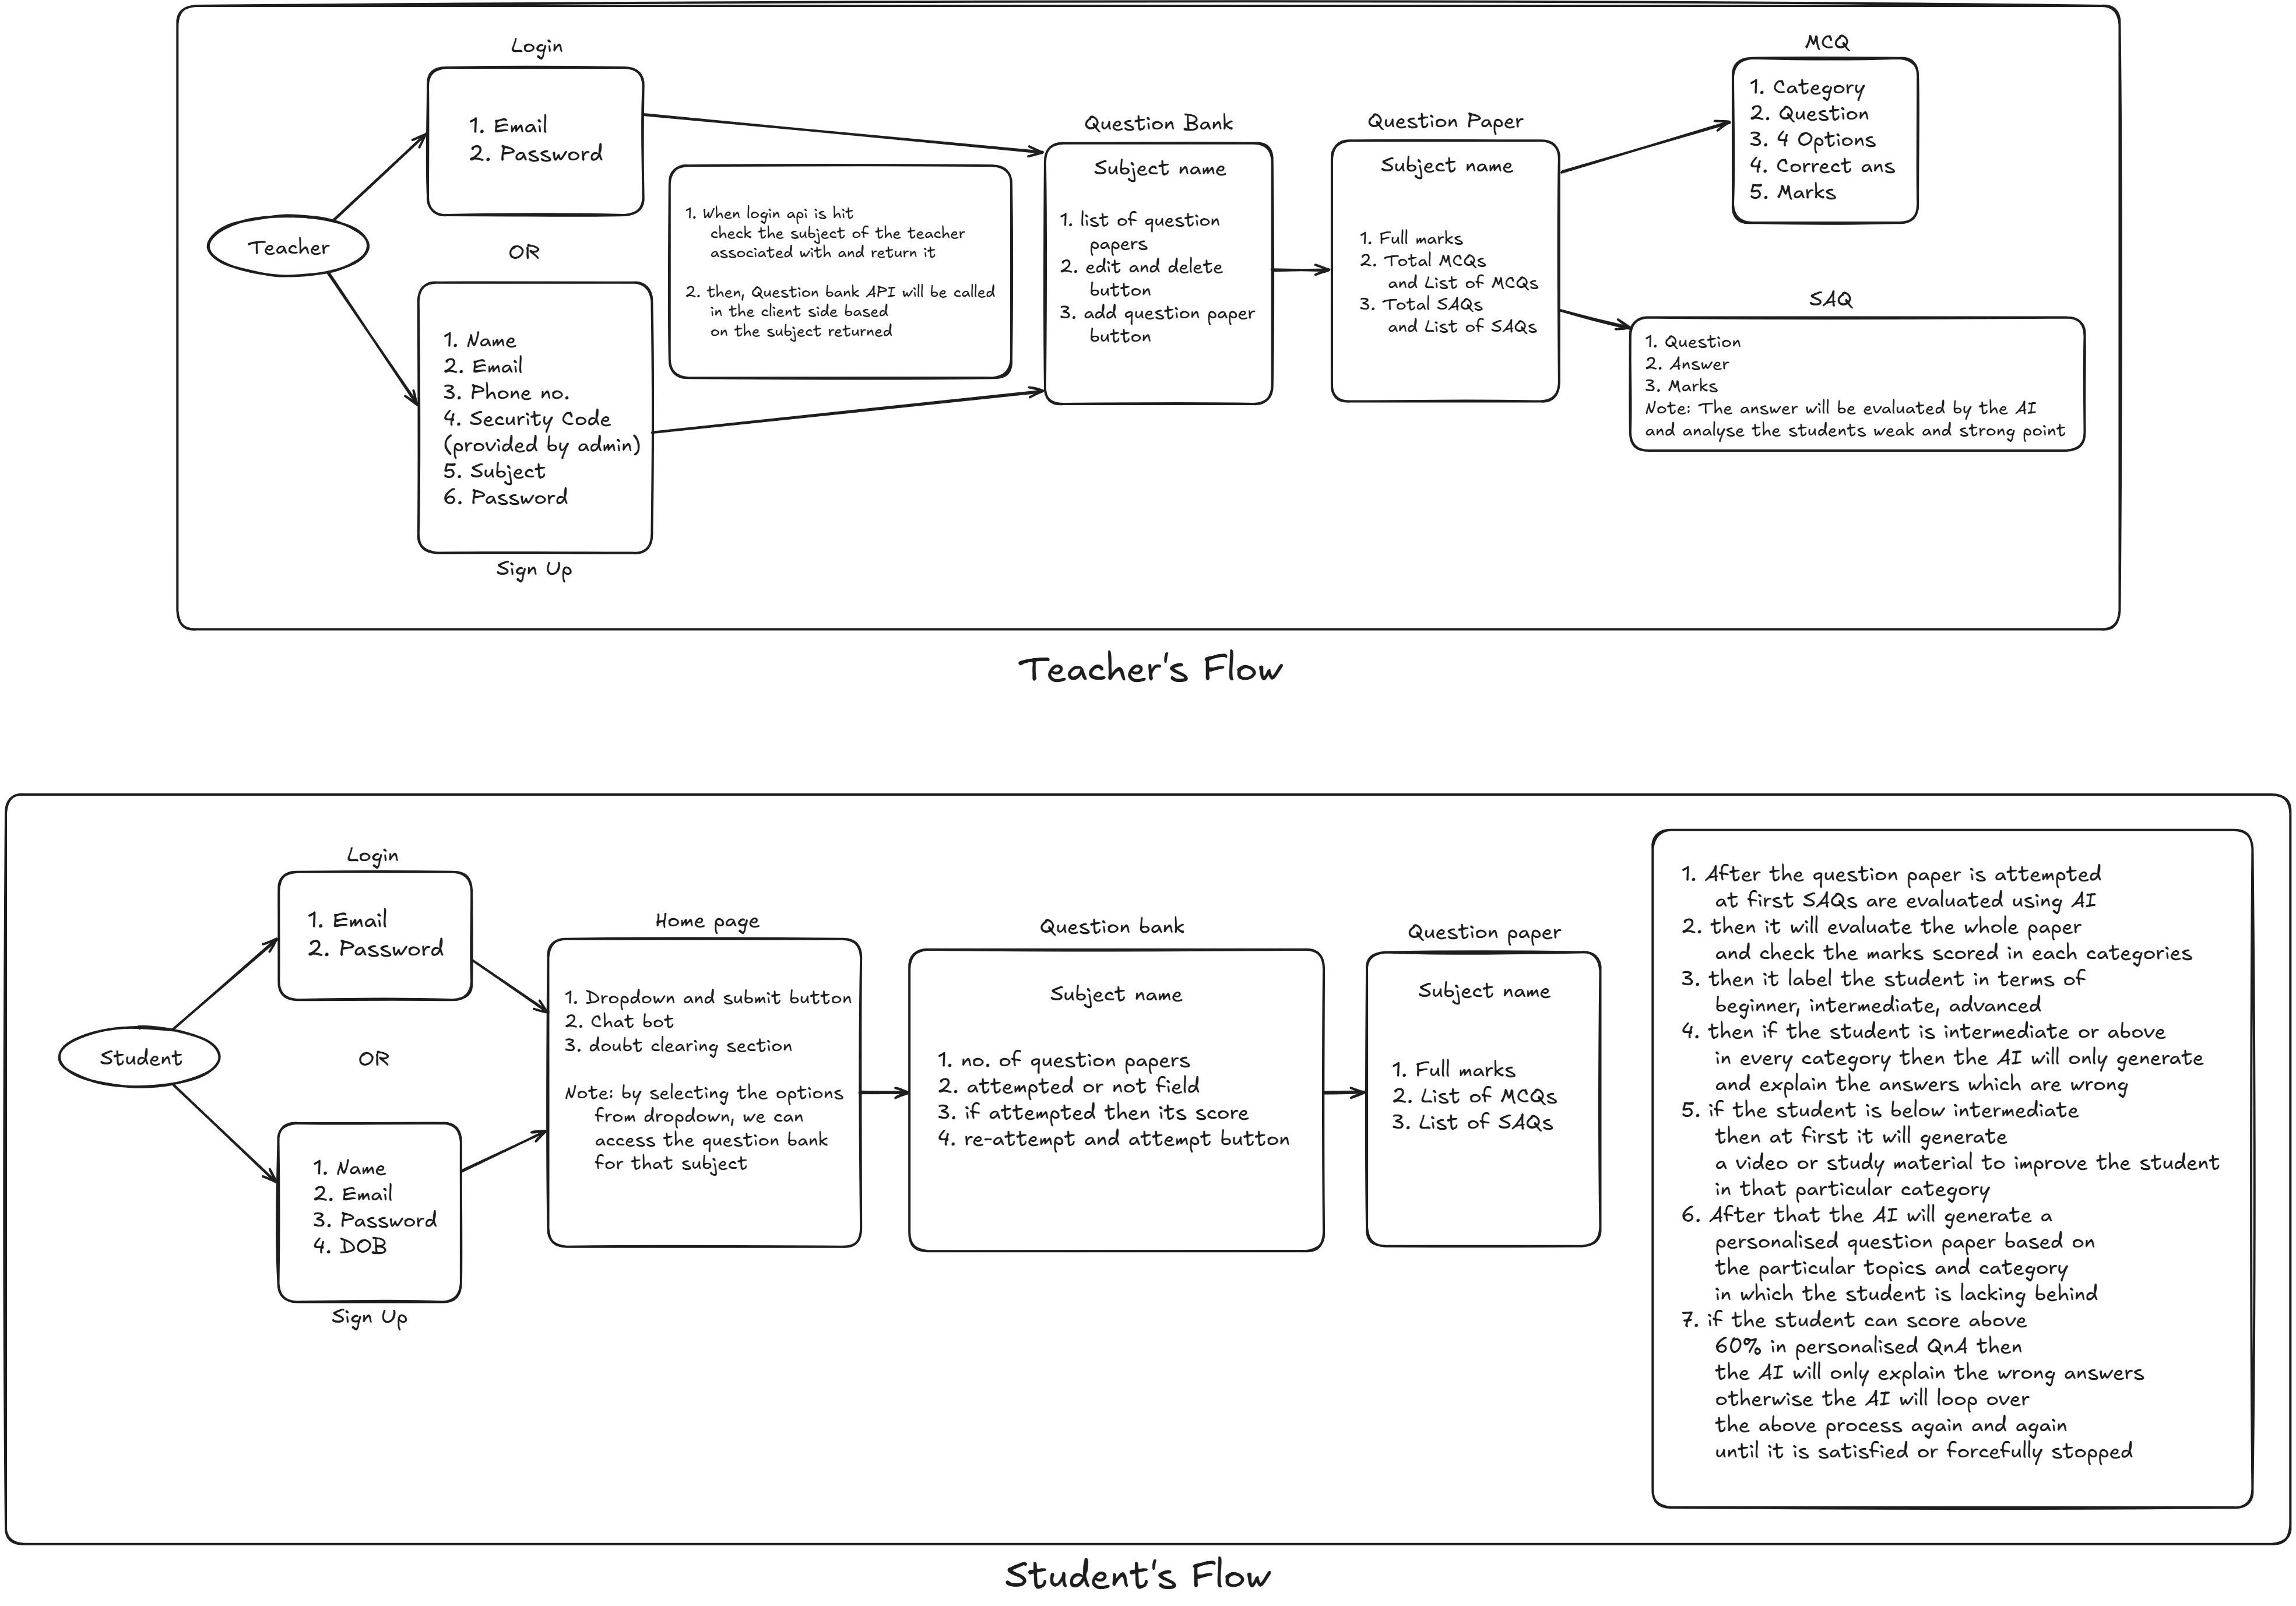 Login
1. Email
2. Password
Teacher
OR
1. Name
2. Email
3. Phone no.
4. Security Code
(provided by admin)
5. Subject
6. Password
Sign Up
1. When login api is hit
check the subject of the teacher
associated with and return it
2. then, Question bank API will be called
in the client side based
on the subject returned
Question Bank
Subject name
1. list of question
papers
2. edit and delete
button
3. add question paper
button
Question Paper
Subject name
1. Full marks
2. Total MCQs
and List of MCQs
3. Total SAQs
and List of SAQs
MCQ
1. Category
2. Question
3. 4 Options
4. Correct ans
5. Marks
SAQ
1. Question
2. Answer
3. Marks
Note: The answer will be evaluated by the AI
and analyse the students weak and strong point
Teacher's Flow
Login
1. Email
2. Password
Student
OR
1. Name
2. Email
3. Password
4. DOB
Sign Up
Home page
1. Dropdown and submit button
2. Chat bot
3. doubt clearing section
Note: by selecting the options
from dropdown, we can
access the question bank
for that subject
Question bank
Subject name
1. no. of question papers
2. attempted or not field
3. if attempted then its score
4. re-attempt and attempt button
Question paper
Subject name
1. Full marks
2. List of MCQs
3. List of SAQs
1. After the question paper is attempted
at first SAQs are evaluated using AI
2. then it will evaluate the whole paper
and check the marks scored in each categories
3. then it label the student in terms of
beginner, intermediate, advanced
4. then if the student is intermediate or above
in every category then the AI will only generate
and explain the answers which are wrong
5. if the student is below intermediate
then at first it will generate
a video or study material to improve the student
in that particular category
6. After that the AI will generate a
personalised question paper based on
the particular topics and category
in which the student is lacking behind
7. if the student can score above
60% in personalised QnA then
the AI will only explain the wrong answers
otherwise the AI will loop over
the above process again and again
until it is satisfied or forcefully stopped
Student's Flow